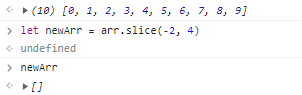 (10) [0, 1, 2, 3, 4, 5, 6, 7, 8, 9]
let newArr = arr.slice(-2, 4)
undefined
newArr
[]